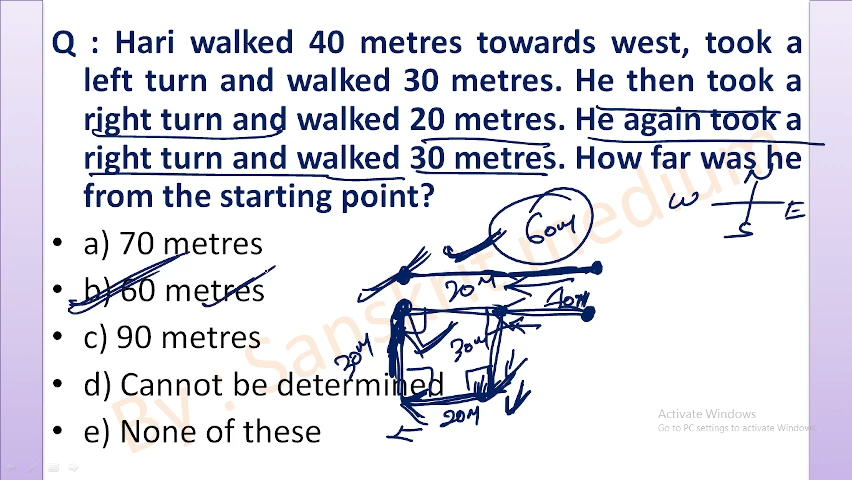 Q : Hari walked 40 metres towards west, took a
left turn and walked 30 metres. He then took a
right turn and walked 20 metres. He again took a
right turn and walked 30 metres. How far was he
from the starting point?
• a) 70 metres
• b) 60 metres
• c) 90 metres
• d) Cannot be determined
• e) None of these
N
W
E
S
60m
20M
40M
30M
30M
20M
By : Sanskrit medium
Activate Windows
Go to PC settings to activate Windows.